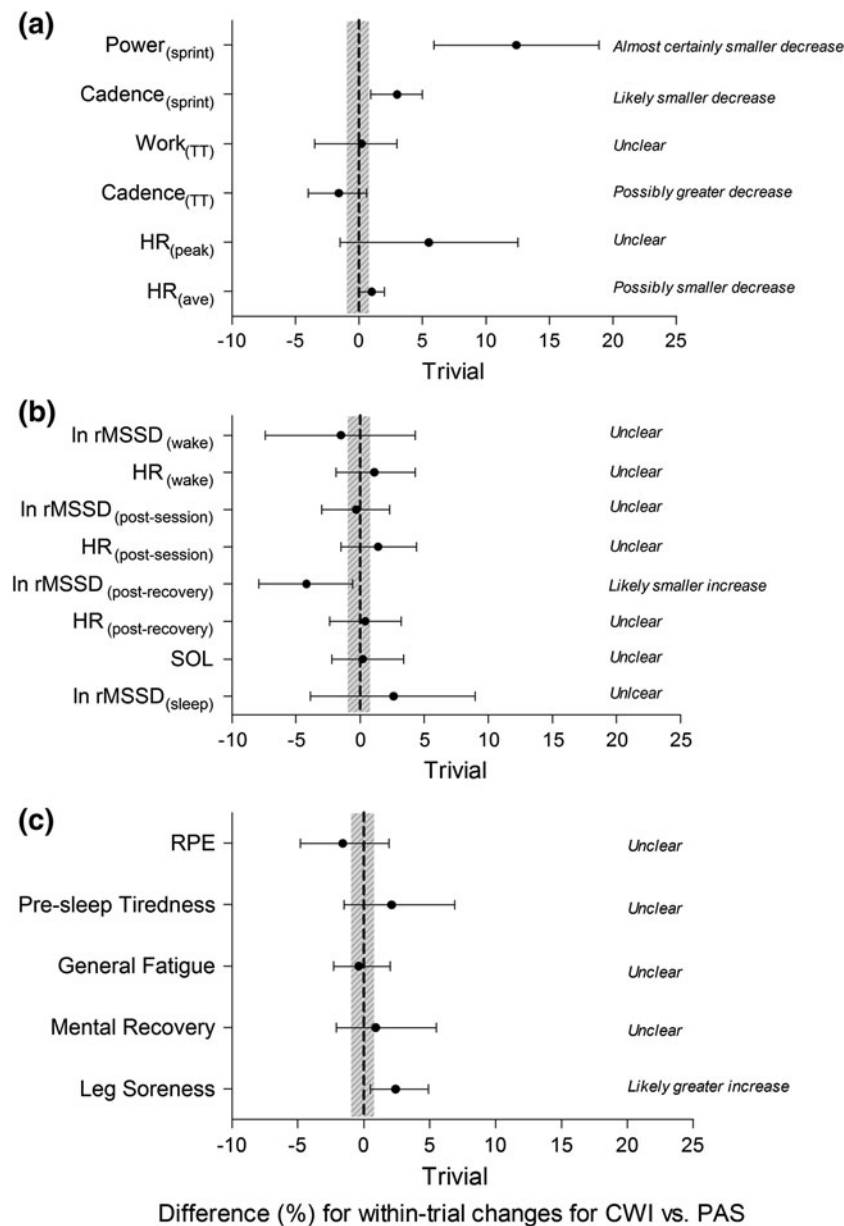 (a)
Power(sprint) Almost certainly smaller decrease
Cadence(sprint) Likely smaller decrease
Work(TT) Unclear
Cadence(TT) Possibly greater decrease
HR(peak) Unclear
HR(ave) Possibly smaller decrease
-10 -5 0 5 10 15 20 25
Trivial
(b)
ln rMSSD(wake) Unclear
HR(wake) Unclear
ln rMSSD(post-session) Unclear
HR(post-session) Unclear
ln rMSSD(post-recovery) Likely smaller increase
HR(post-recovery) Unclear
SOL Unclear
ln rMSSD(sleep) Unlcear
-10 -5 0 5 10 15 20 25
Trivial
(c)
RPE Unclear
Pre-sleep Tiredness Unclear
General Fatigue Unclear
Mental Recovery Unclear
Leg Soreness Likely greater increase
-10 -5 0 5 10 15 20 25
Trivial
Difference (%) for within-trial changes for CWI vs. PAS